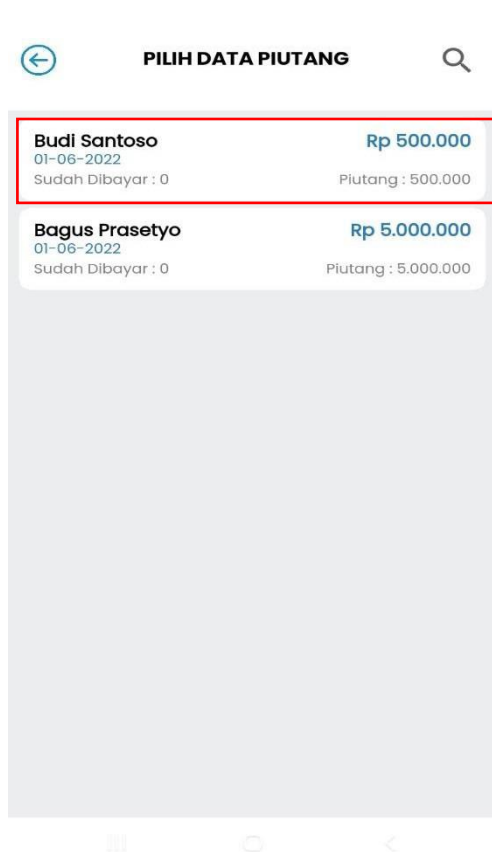 PILIH DATA PIUTANG
Budi Santoso Rp 500.000
01-06-2022
Sudah Dibayar : 0 Piutang : 500.000
Bagus Prasetyo Rp 5.000.000
01-06-2022
Sudah Dibayar : 0 Piutang : 5.000.000